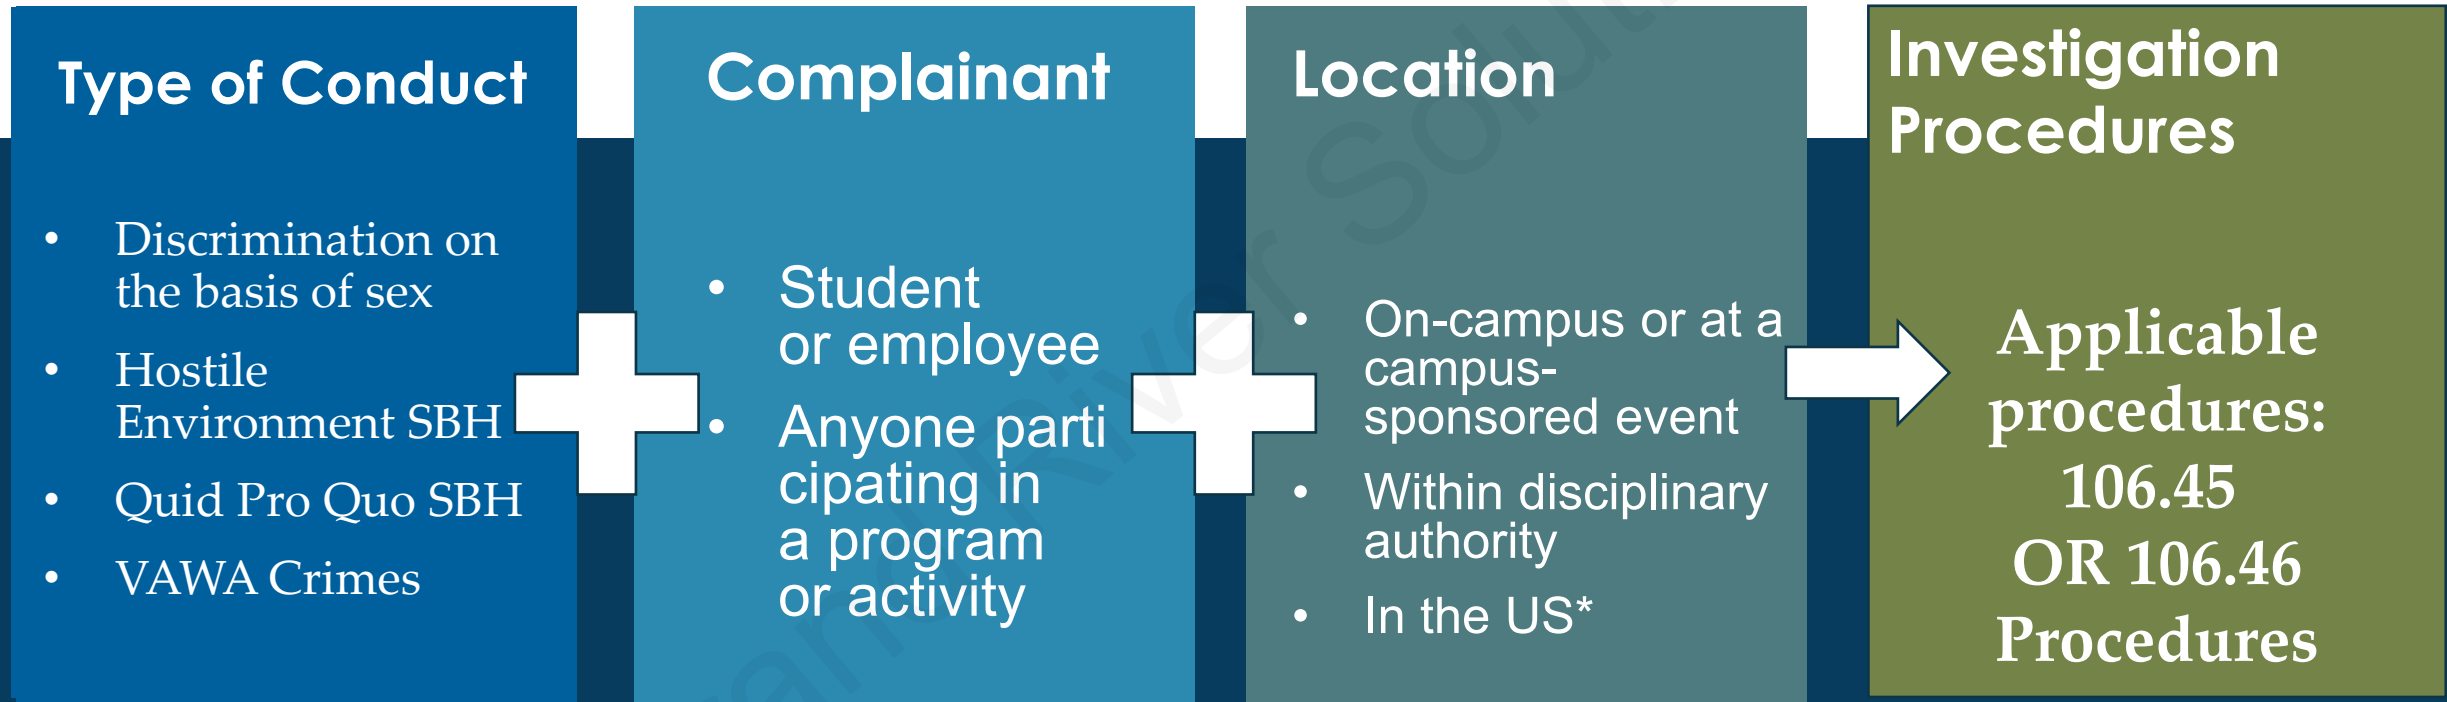 Type of Conduct
• Discrimination on
the basis of sex
• Hostile
Environment SBH
• Quid Pro Quo SBH
• VAWA Crimes
Complainant
• Student
or employee
• Anyone parti
cipating in
a program
or activity
Location
• On-campus or at a
campus-
sponsored event
• Within disciplinary
authority
• In the US*
Investigation
Procedures
Applicable
procedures:
106.45
OR 106.46
Procedures
River